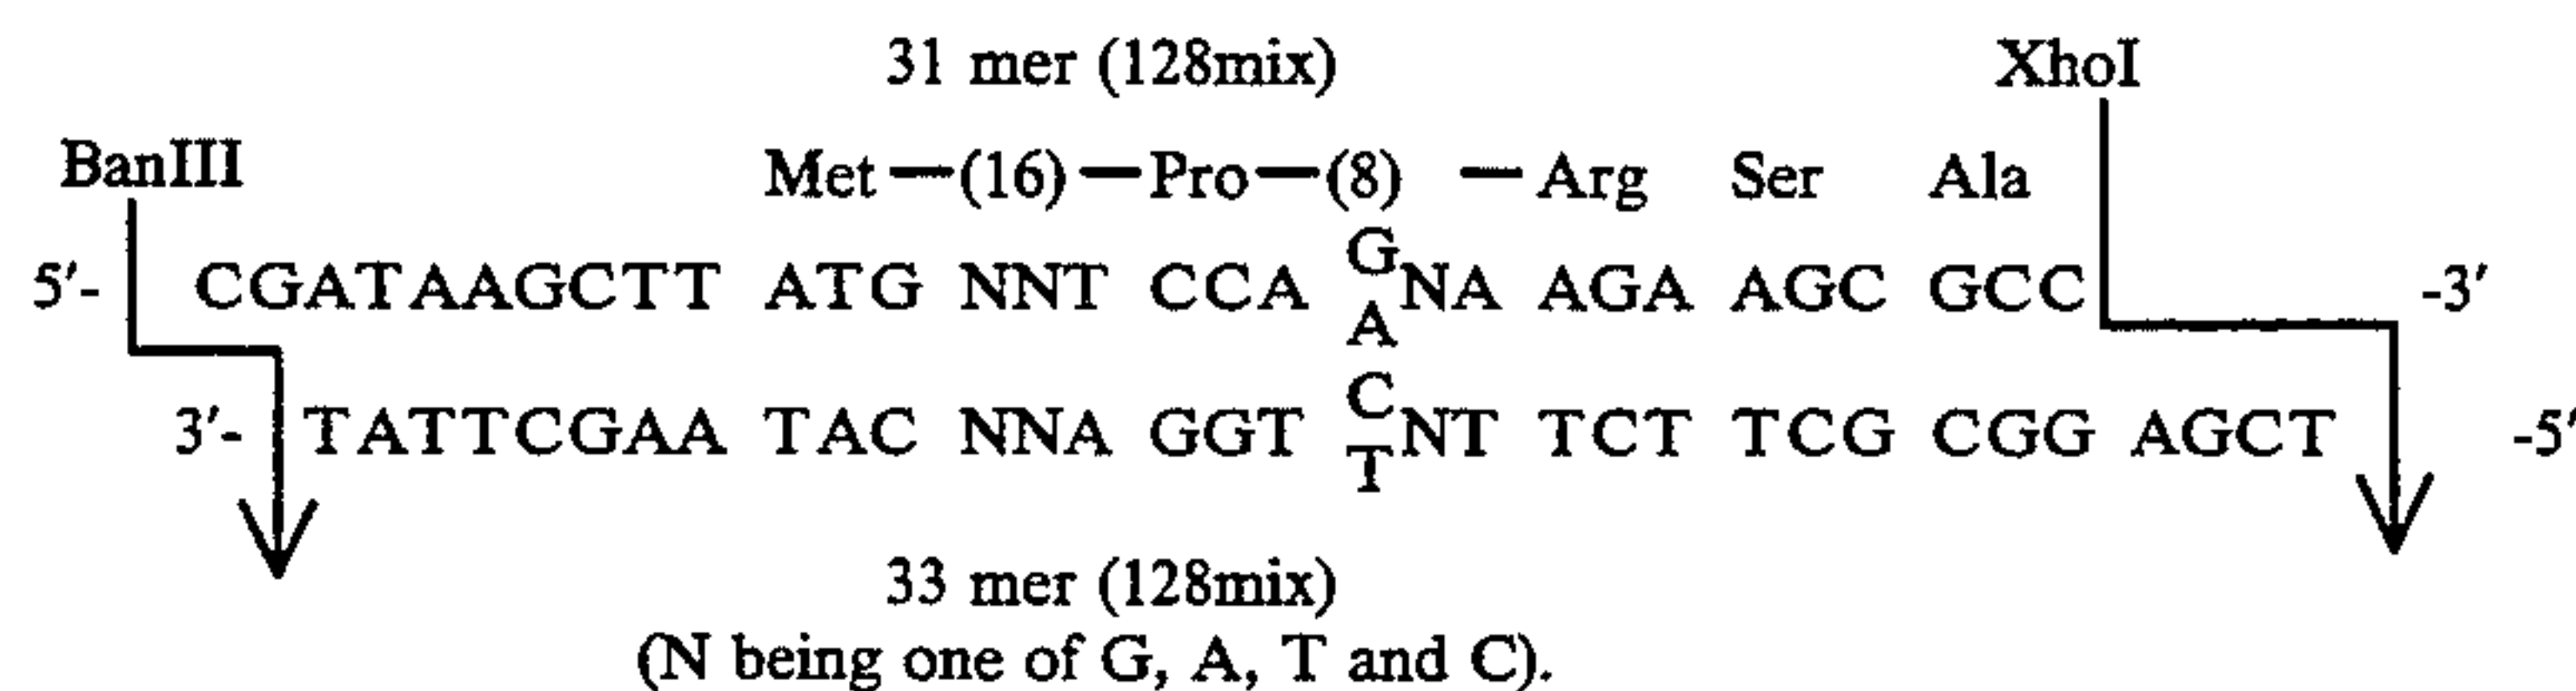 31 mer (128mix)
XhoI
BanIII
Met—(16)—Pro—(8) —Arg Ser Ala
G
5'- CGATAAGCTT ATG NNT CCA NA AGA AGC GCC -3'
A
C
3'- TATTCGAA TAC NNA GGT NT TCT TCG CGG AGCT -5'
T
33 mer (128mix)
(N being one of G, A, T and C).